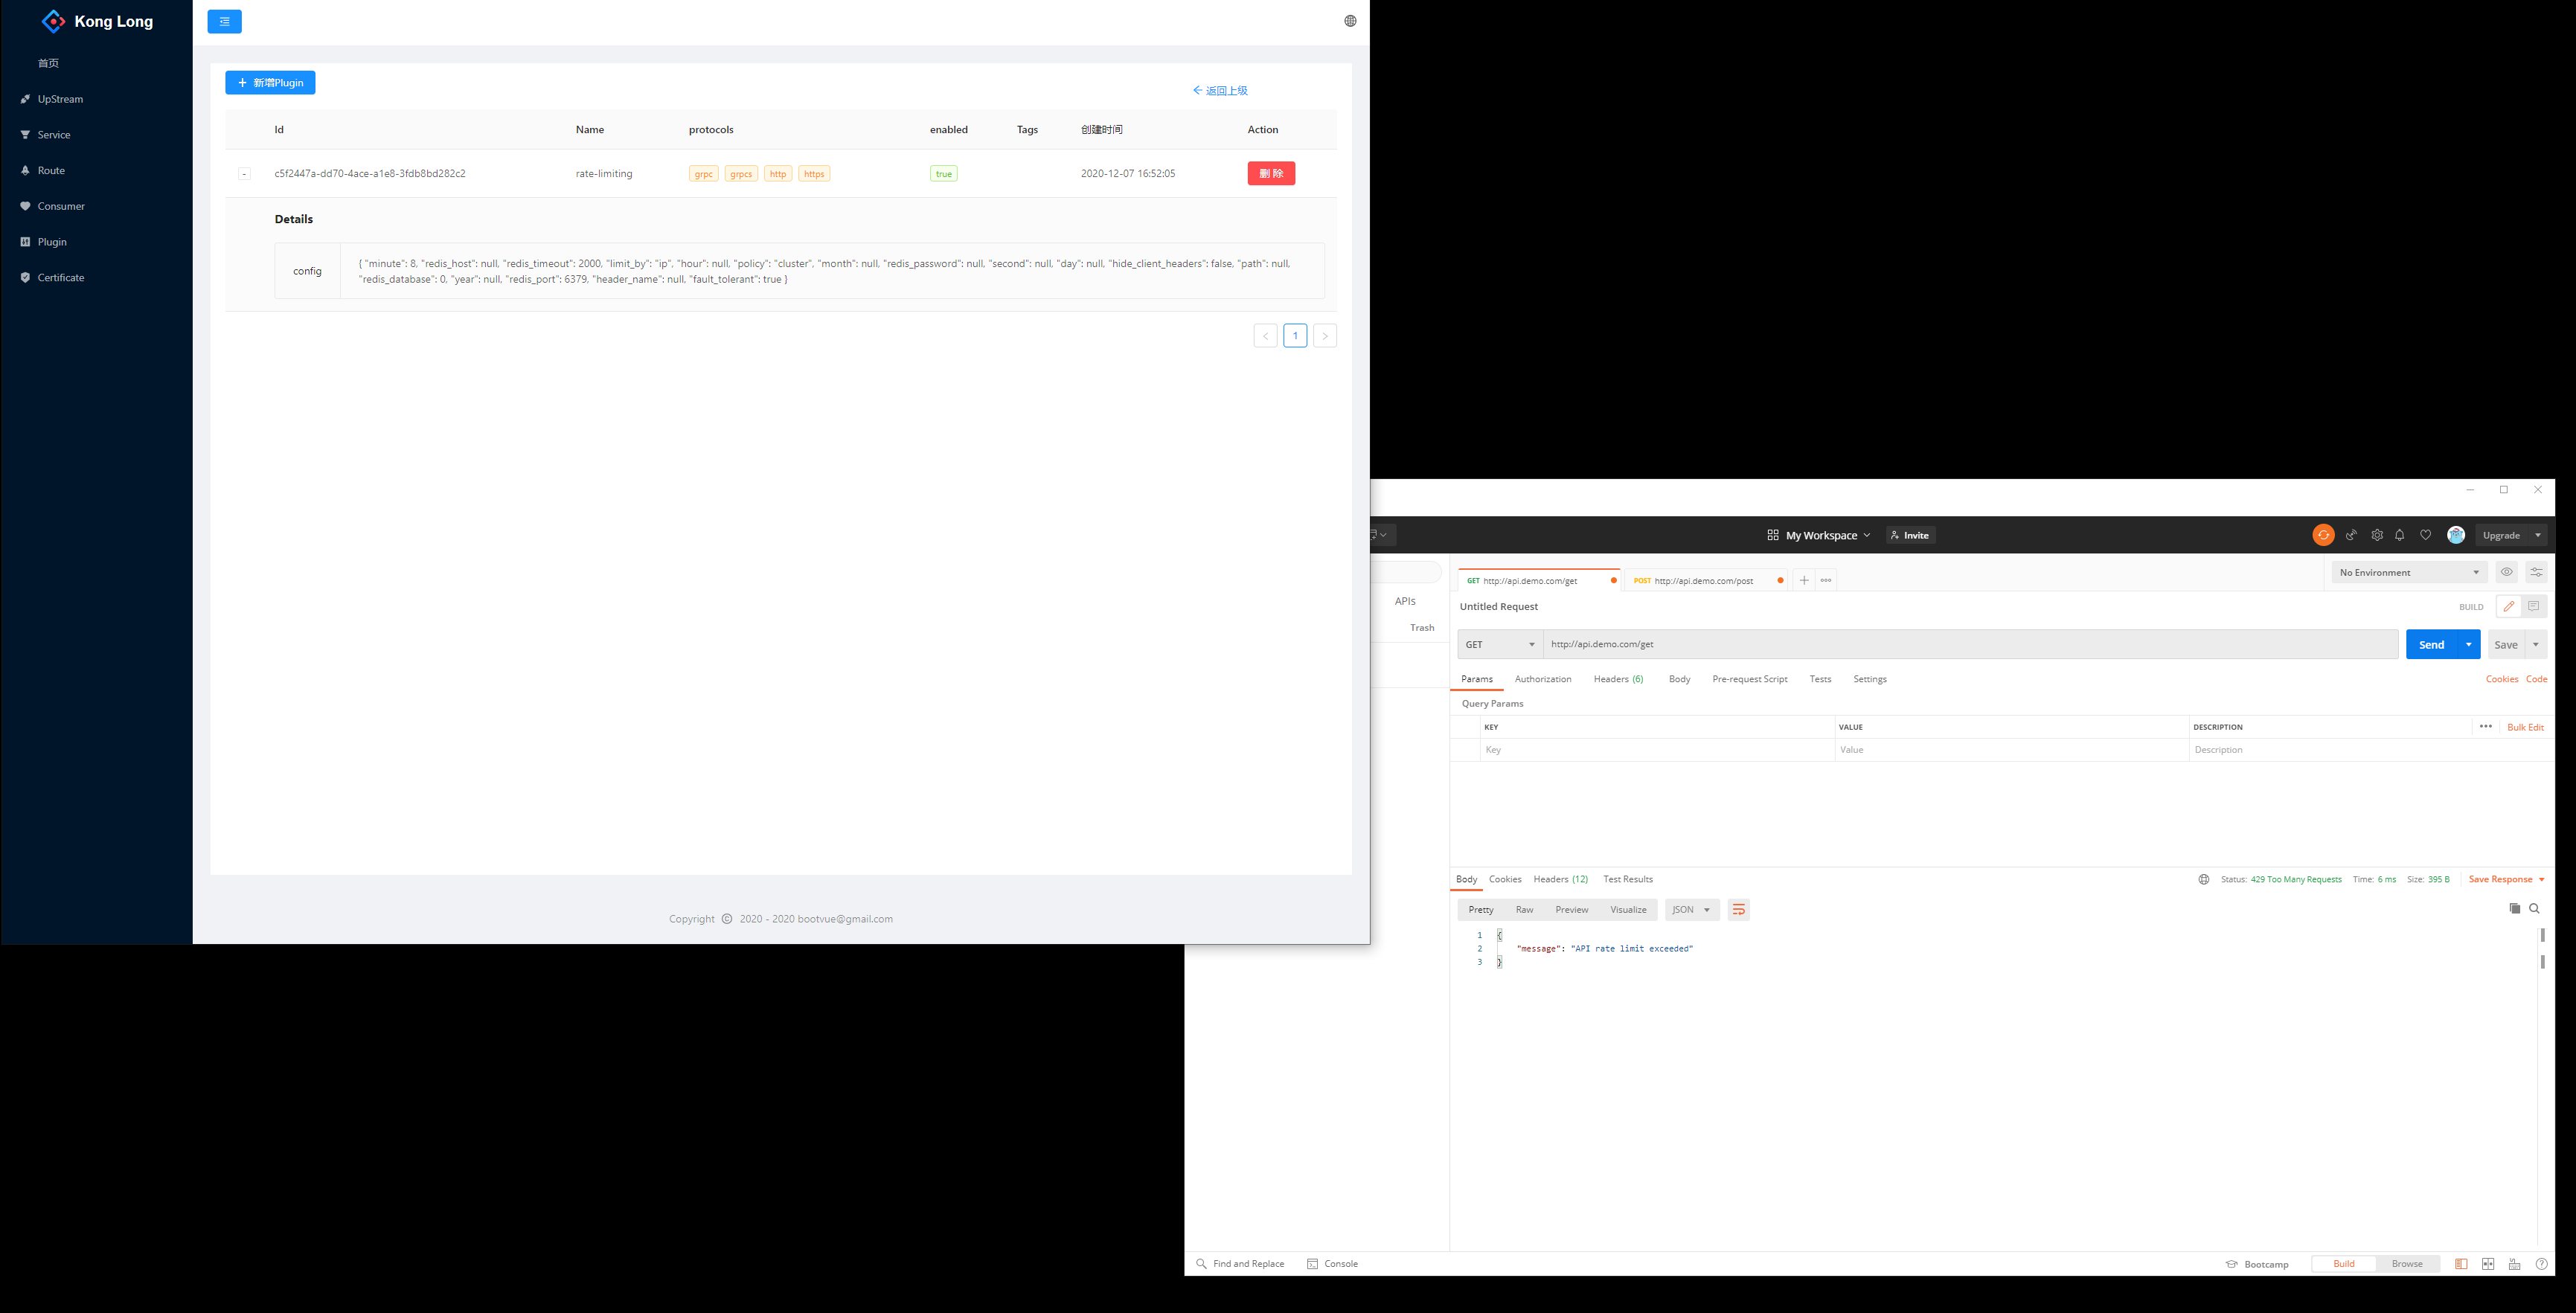 Kong Long
首页
UpStream
Service
Route
Consumer
Plugin
Certificate
+ 新增Plugin
返回上级
Id Name protocols enabled Tags 创建时间 Action
- c5f2447a-dd70-4ace-a1e8-3fdb8bd282c2 rate-limiting grpc grpcs http https true 2020-12-07 16:52:05 删 除
Details
config
{ "minute": 8, "redis_host": null, "redis_timeout": 2000, "limit_by": "ip", "hour": null, "policy": "cluster", "month": null, "redis_password": null, "second": null, "day": null, "hide_client_headers": false, "path": null,
"redis_database": 0, "year": null, "redis_port": 6379, "header_name": null, "fault_tolerant": true }
< 1 >
Copyright © 2020 - 2020 bootvue@gmail.com
My Workspace Invite Upgrade
APIs
Trash
GET http://api.demo.com/get POST http://api.demo.com/post No Environment
Untitled Request BUILD
GET http://api.demo.com/get Send Save
Params Authorization Headers (6) Body Pre-request Script Tests Settings Cookies Code
Query Params
KEY VALUE DESCRIPTION ••• Bulk Edit
Key Value Description
Body Cookies Headers (12) Test Results Status: 429 Too Many Requests Time: 6 ms Size: 395 B Save Response
Pretty Raw Preview Visualize JSON
1 {
2 "message": "API rate limit exceeded"
3 }
Find and Replace Console Bootcamp Build Browse